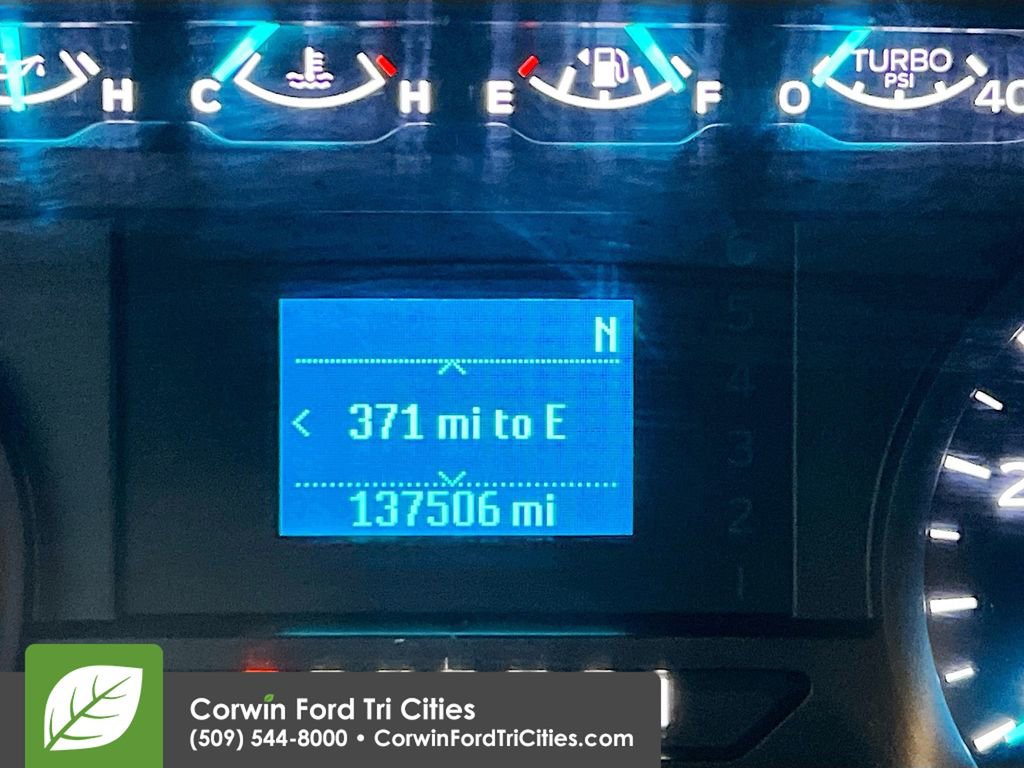 H
C H
E F
TURBO
PSI
O 40
N
< 371 mi to E
137506 mi
5
4
3
2
1
2
Corwin Ford Tri Cities
(509) 544-8000 • CorwinFordTriCities.com